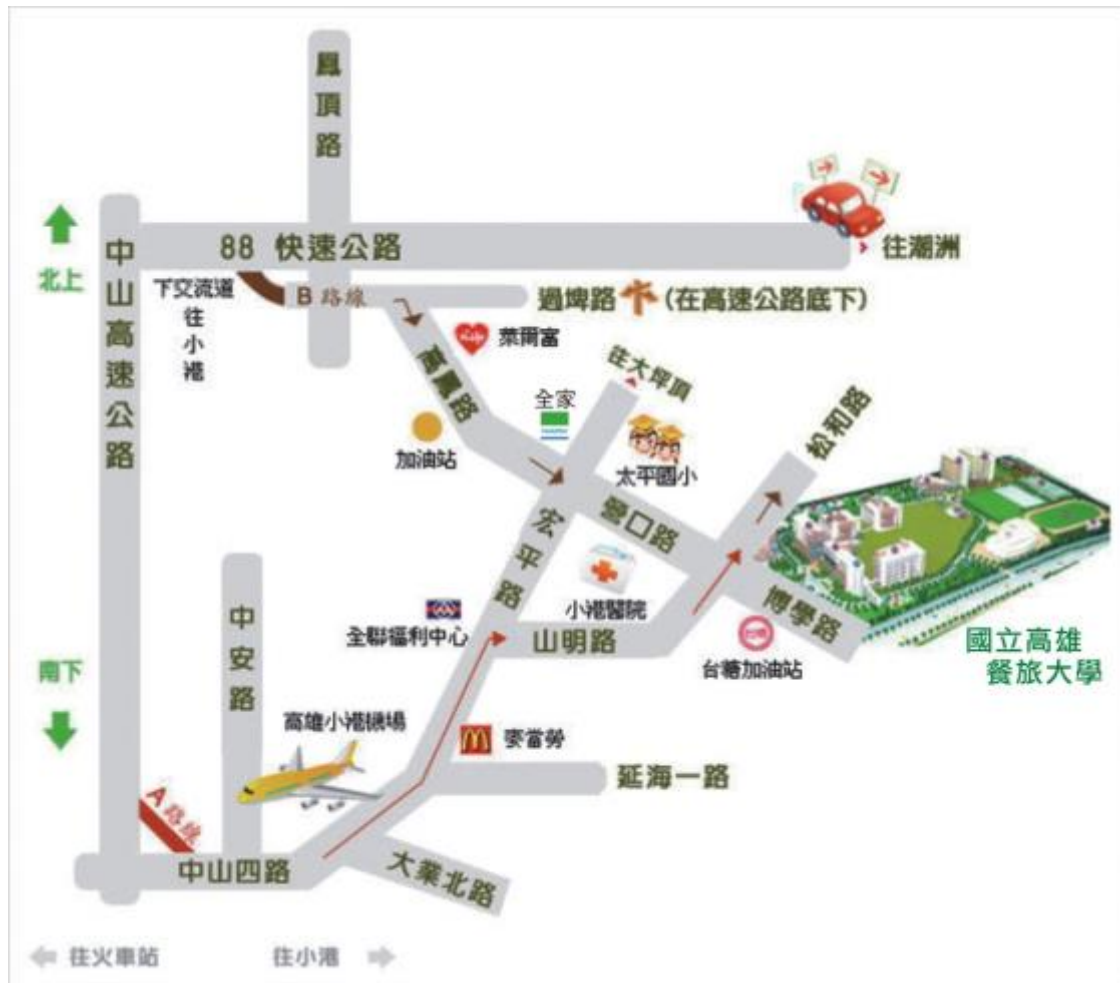 鳳頂路
中山高速公路
北上
88 快速公路
往潮洲
下交流道
往小港
B 路線
過埤路
(在高速公路底下)
萊爾富
高鳳路
往大坪頂
全家
加油站
太平國小
松和路
營口路
宏平路
小港醫院
中安路
全聯福利中心
山明路
博學路
台糖加油站
國立高雄
餐旅大學
南下
高雄小港機場
麥當勞
延海一路
A 路線
中山四路
大業北路
往火車站
往小港